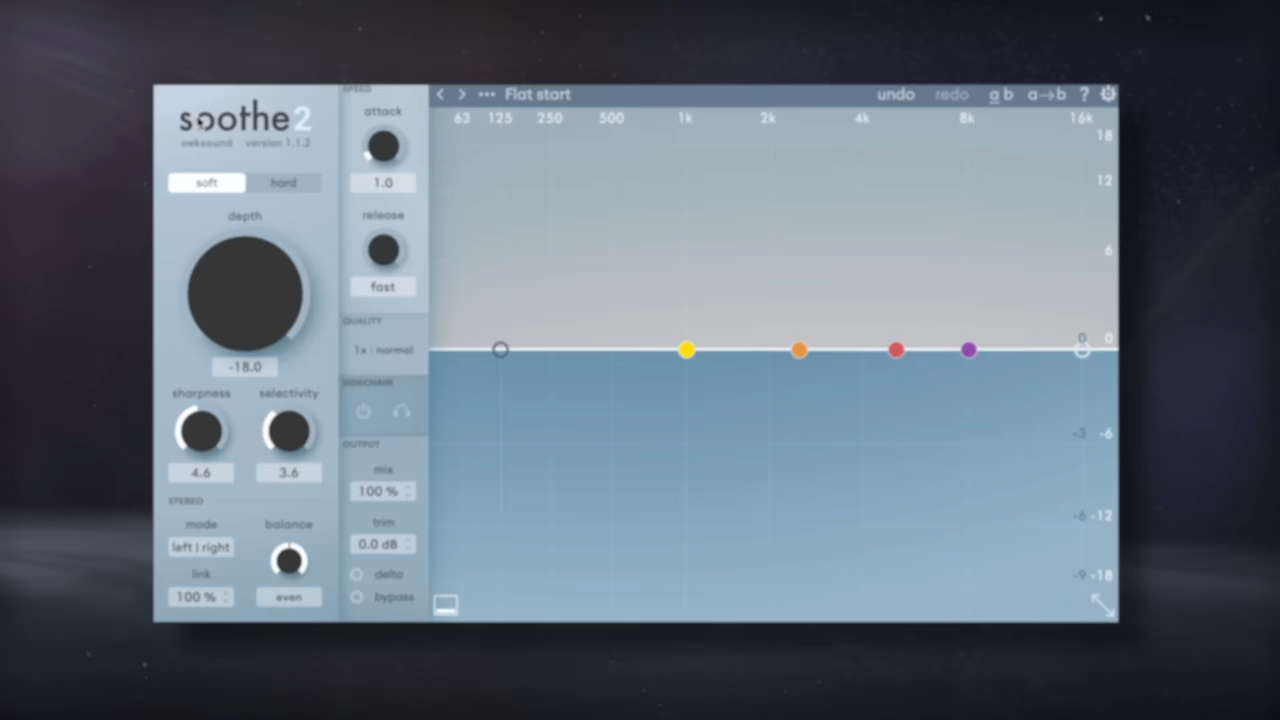 soothe2
oeksound version 1.1.2
soft hard
depth
-18.0
sharpness selectivity
4.6 3.6
STEREO
mode balance
left | right
link
100 % even
SPEED
attack
1.0
release
fast
QUALITY
1x : normal
SIDECHAIN
OUTPUT
mix
100 %
trim
0.0 dB
delta
bypass
Flat start undo redo a b a→b ?
63 125 250 500 1k 2k 4k 8k 16k
18
12
6
0 0
-3 -6
-6 -12
-9 -18